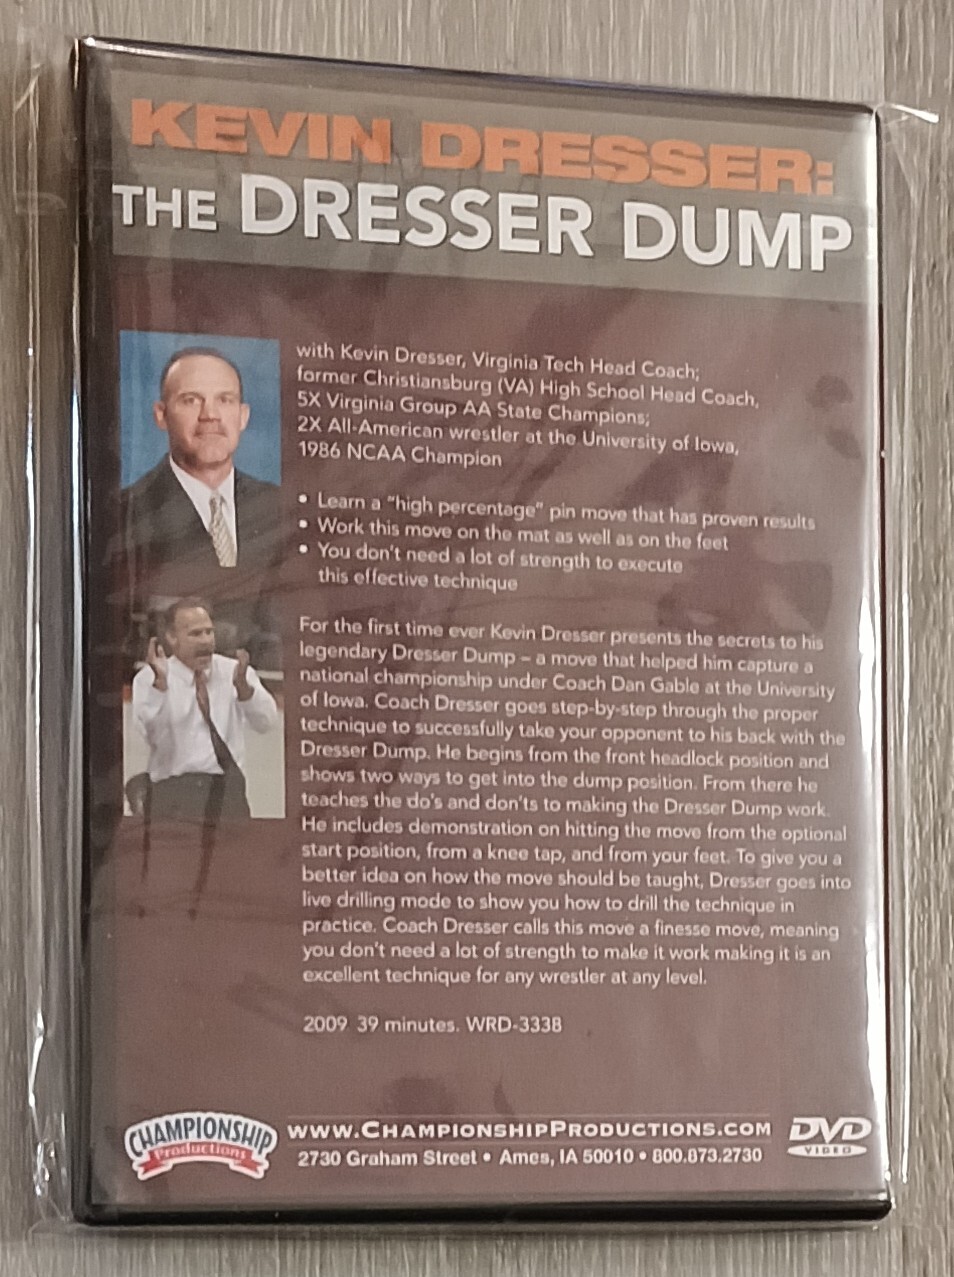 KEVIN DRESSER:
THE DRESSER DUMP
with Kevin Dresser, Virginia Tech Head Coach;
former Christiansburg (VA) High School Head Coach,
5X Virginia Group AA State Champions;
2X All-American wrestler at the University of Iowa,
1986 NCAA Champion
• Learn a "high percentage" pin move that has proven results
• Work this move on the mat as well as on the feet
• You don't need a lot of strength to execute
this effective technique
For the first time ever Kevin Dresser presents the secrets to his
legendary Dresser Dump – a move that helped him capture a
national championship under Coach Dan Gable at the University
of Iowa. Coach Dresser goes step-by-step through the proper
technique to successfully take your opponent to his back with the
Dresser Dump. He begins from the front headlock position and
shows two ways to get into the dump position. From there he
teaches the do's and don'ts to making the Dresser Dump work.
He includes demonstration on hitting the move from the optional
start position, from a knee tap, and from your feet. To give you a
better idea on how the move should be taught, Dresser goes into
live drilling mode to show you how to drill the technique in
practice. Coach Dresser calls this move a finesse move, meaning
you don't need a lot of strength to make it work making it is an
excellent technique for any wrestler at any level.
2009 39 minutes. WRD-3338
CHAMPIONSHIP
Productions
WWW.CHAMPIONSHIPPRODUCTIONS.COM
2730 Graham Street • Ames, IA 50010 • 800.873.2730
DVD
VIDEO